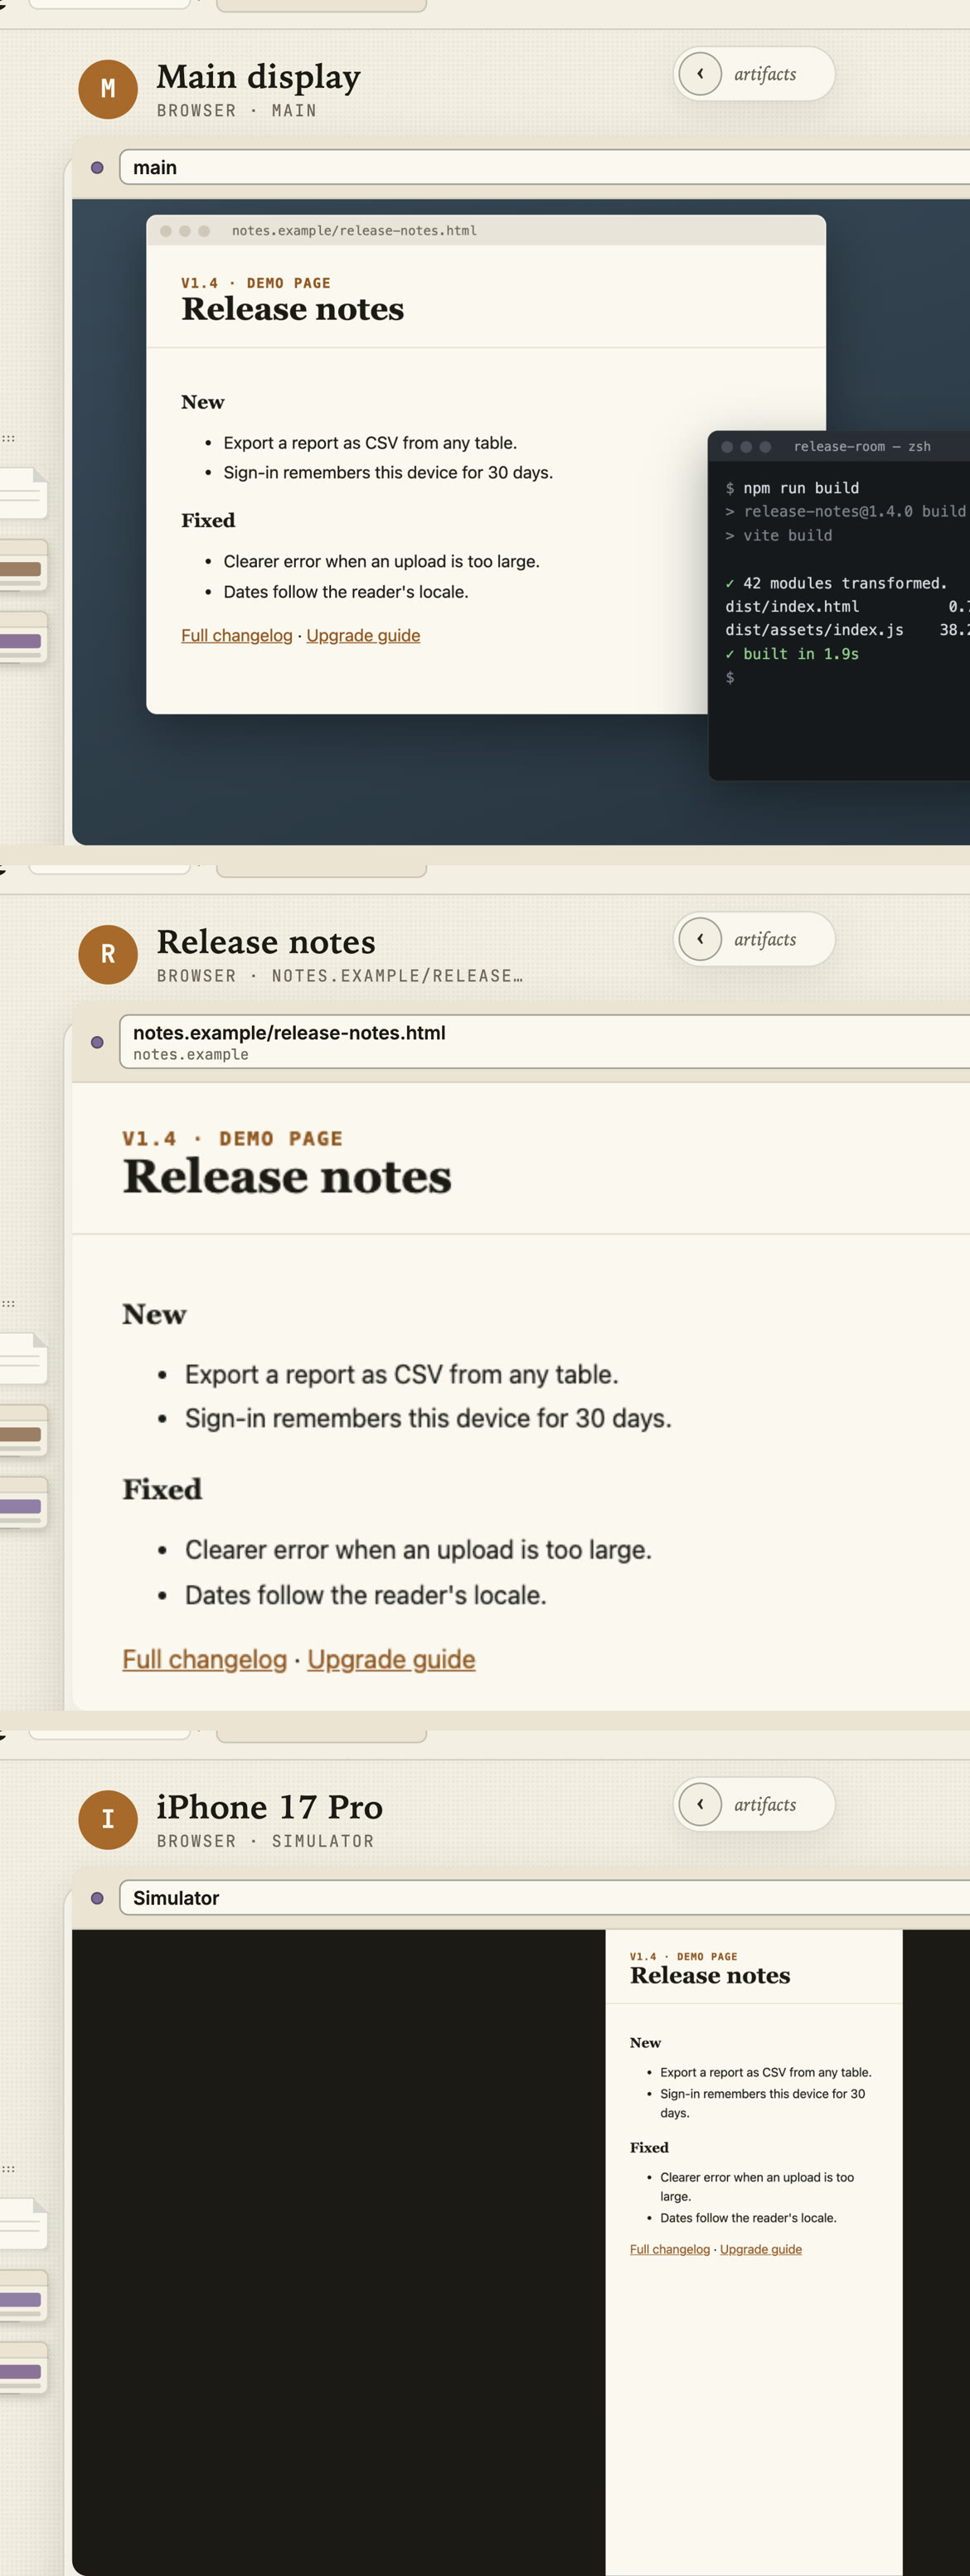 M
Main display
BROWSER · MAIN
‹ artifacts
main
notes.example/release-notes.html
V1.4 · DEMO PAGE
Release notes
New
• Export a report as CSV from any table.
• Sign-in remembers this device for 30 days.
Fixed
• Clearer error when an upload is too large.
• Dates follow the reader's locale.
Full changelog · Upgrade guide
release-room — zsh
$ npm run build
> release-notes@1.4.0 build
> vite build
✓ 42 modules transformed.
dist/index.html 0.7
dist/assets/index.js 38.2
✓ built in 1.9s
$
R
Release notes
BROWSER · NOTES.EXAMPLE/RELEASE…
‹ artifacts
notes.example/release-notes.html
notes.example
V1.4 · DEMO PAGE
Release notes
New
• Export a report as CSV from any table.
• Sign-in remembers this device for 30 days.
Fixed
• Clearer error when an upload is too large.
• Dates follow the reader's locale.
Full changelog · Upgrade guide
I
iPhone 17 Pro
BROWSER · SIMULATOR
‹ artifacts
Simulator
V1.4 · DEMO PAGE
Release notes
New
• Export a report as CSV from any table.
• Sign-in remembers this device for 30
days.
Fixed
• Clearer error when an upload is too
large.
• Dates follow the reader's locale.
Full changelog · Upgrade guide